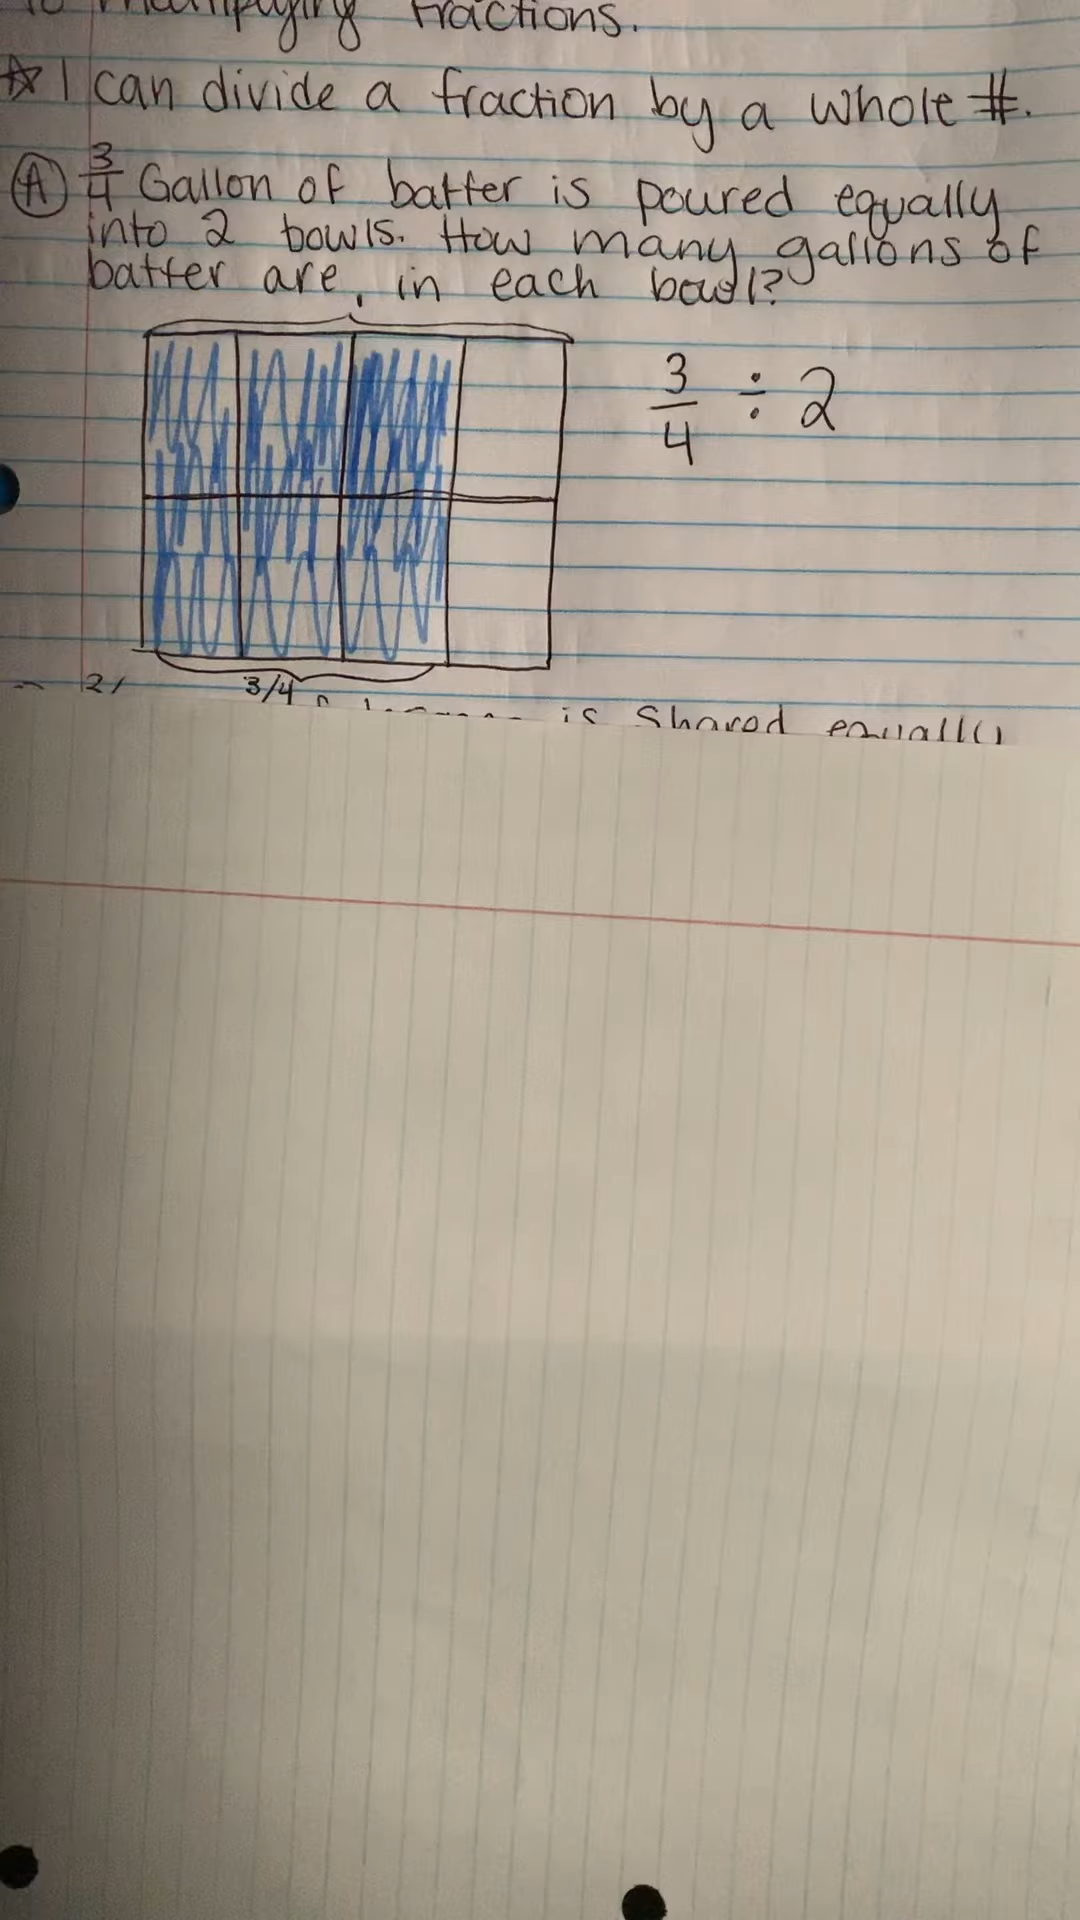 fractions.
☆ I can divide a fraction by a whole #.
Ⓐ 3/4 Gallon of batter is poured equally
into 2 bowls. How many gallons of
batter are, in each bowl?
3/4 ÷ 2
3/4
is shared equally